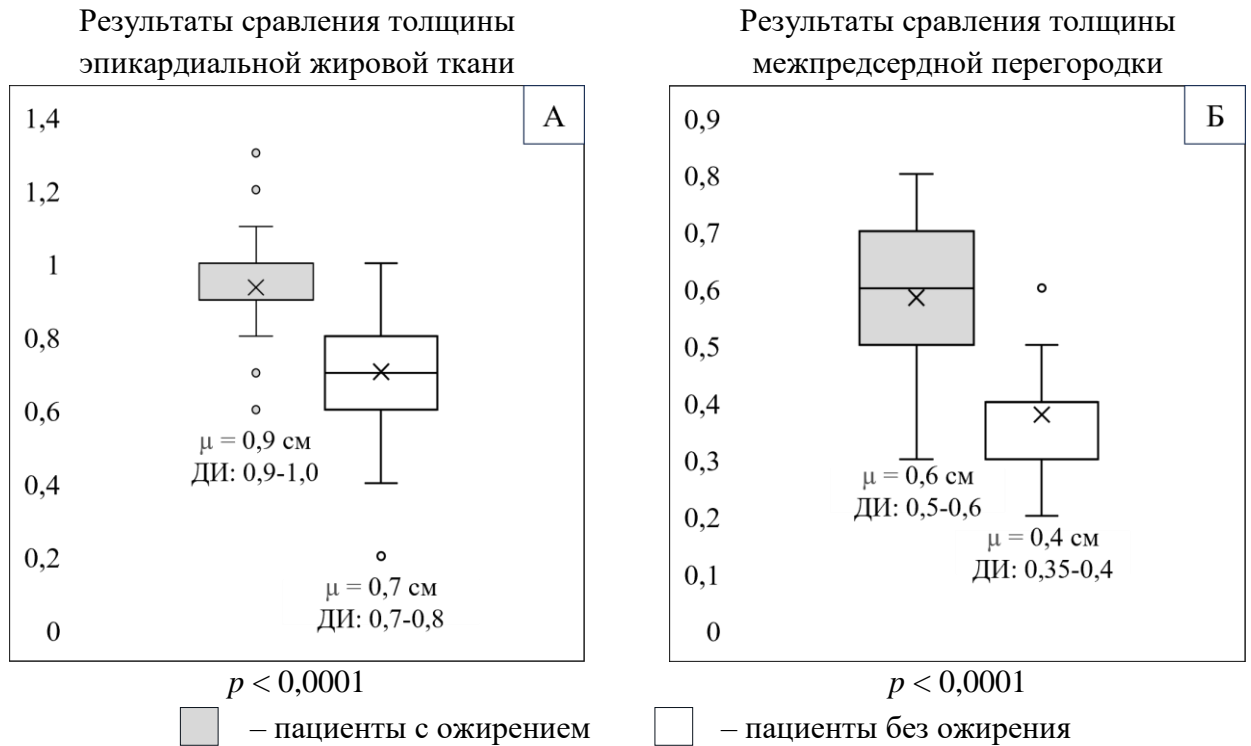 Результаты сравления толщины
эпикардиальной жировой ткани
А
1,4
1,2
1
0,8
0,6
0,4
0,2
0
μ = 0,9 см
ДИ: 0,9-1,0
μ = 0,7 см
ДИ: 0,7-0,8
p < 0,0001
Результаты сравления толщины
межпредсердной перегородки
Б
0,9
0,8
0,7
0,6
0,5
0,4
0,3
0,2
0,1
0
μ = 0,6 см
ДИ: 0,5-0,6
μ = 0,4 см
ДИ: 0,35-0,4
p < 0,0001
– пациенты с ожирением
– пациенты без ожирения